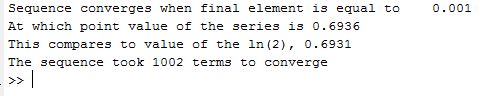 Sequence converges when final element is equal to    0.001
At which point value of the series is 0.6936
This compares to value of the ln(2), 0.6931
The sequence took 1002 terms to converge
>>